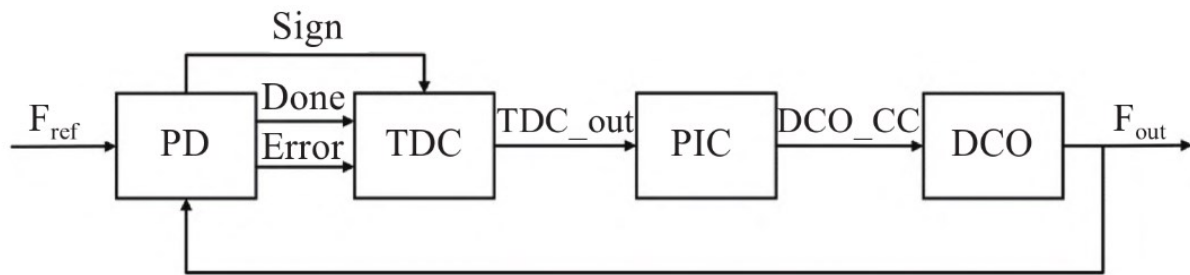 Sign
F_ref
PD
Done
Error
TDC
TDC_out
PIC
DCO_CC
DCO
F_out